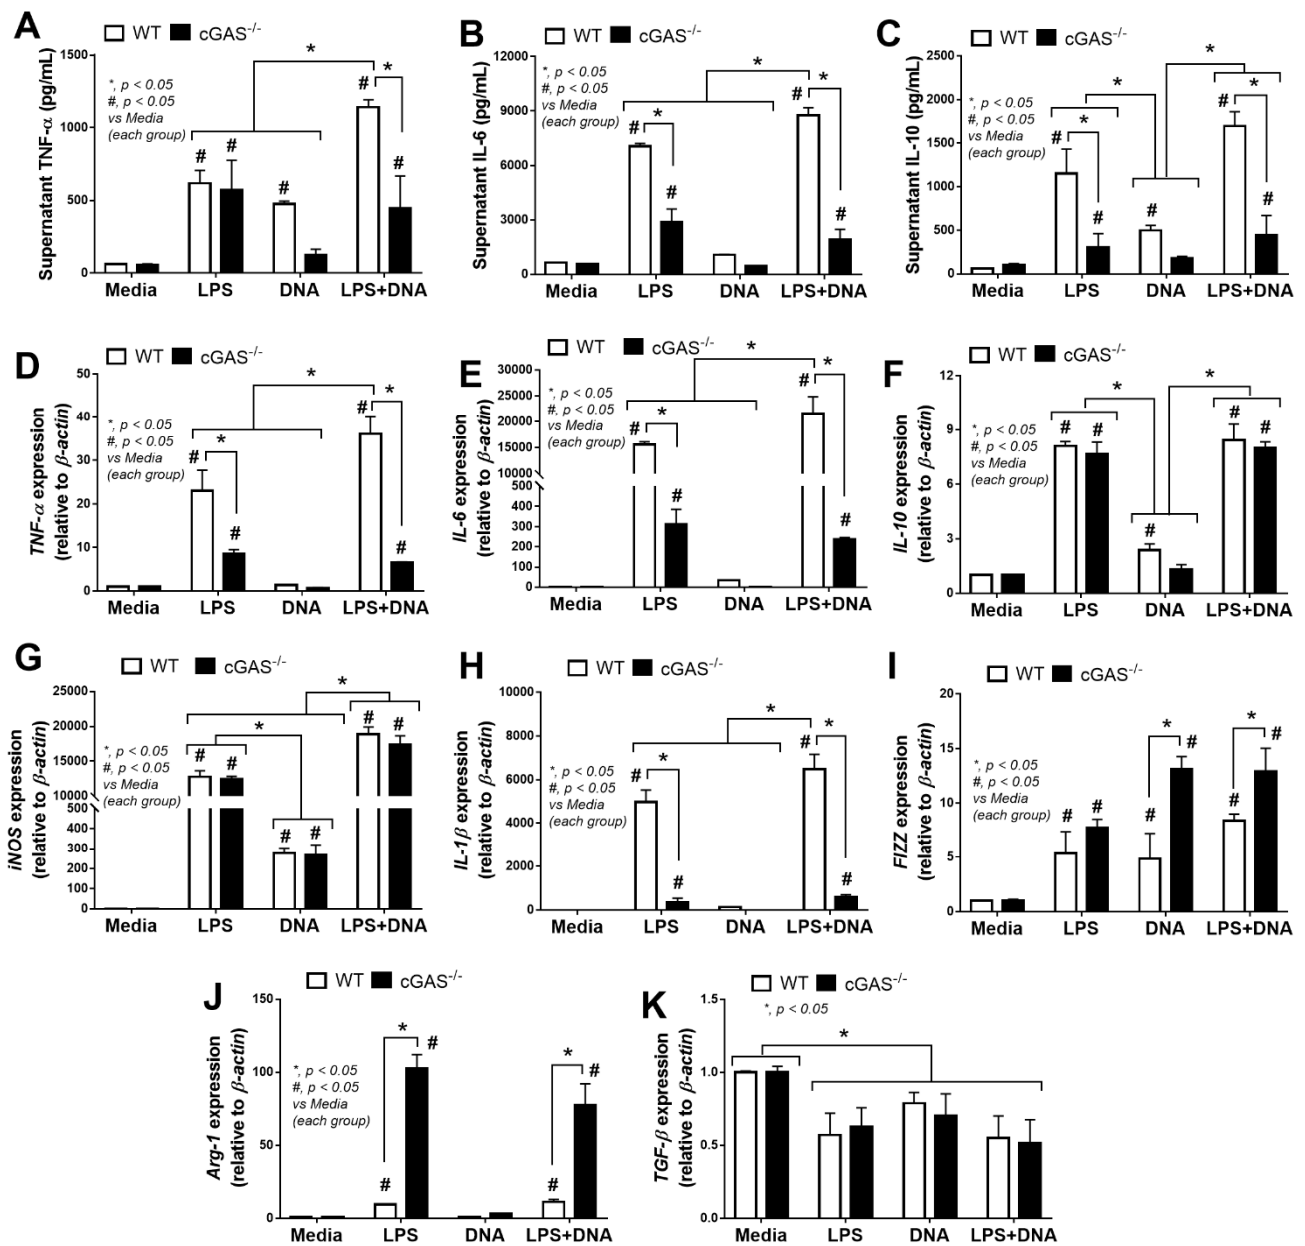 A
WT cGAS-/-
Supernatant TNF-α (pg/mL)
1500
1000
500
0
*, p < 0.05
#, p < 0.05
vs Media
(each group)
# # # # #
* *
Media LPS DNA LPS+DNA
B
WT cGAS-/-
Supernatant IL-6 (pg/mL)
12000
9000
6000
3000
0
*, p < 0.05
#, p < 0.05
vs Media
(each group)
# # # #
* * *
Media LPS DNA LPS+DNA
C
WT cGAS-/-
Supernatant IL-10 (pg/mL)
2500
2000
1500
1000
500
0
*, p < 0.05
#, p < 0.05
vs Media
(each group)
# # # # #
* * * *
Media LPS DNA LPS+DNA
D
WT cGAS-/-
TNF-α expression
(relative to β-actin)
50
40
30
20
10
0
*, p < 0.05
#, p < 0.05
vs Media
(each group)
# # # #
* * *
Media LPS DNA LPS+DNA
E
WT cGAS-/-
IL-6 expression
(relative to β-actin)
30000
25000
20000
15000
10000
500
400
300
200
100
0
*, p < 0.05
#, p < 0.05
vs Media
(each group)
# # # #
* * *
Media LPS DNA LPS+DNA
F
WT cGAS-/-
IL-10 expression
(relative to β-actin)
12
9
6
3
0
*, p < 0.05
#, p < 0.05
vs Media
(each group)
# # # # #
* *
Media LPS DNA LPS+DNA
G
WT cGAS-/-
iNOS expression
(relative to β-actin)
25000
20000
15000
10000
500
400
300
200
100
0
*, p < 0.05
#, p < 0.05
vs Media
(each group)
# # # # # #
* *
Media LPS DNA LPS+DNA
H
WT cGAS-/-
IL-1β expression
(relative to β-actin)
10000
8000
6000
4000
2000
0
*, p < 0.05
#, p < 0.05
vs Media
(each group)
# # # #
* * *
Media LPS DNA LPS+DNA
I
WT cGAS-/-
FIZZ expression
(relative to β-actin)
20
15
10
5
0
*, p < 0.05
#, p < 0.05
vs Media
(each group)
# # # # # #
* *
Media LPS DNA LPS+DNA
J
WT cGAS-/-
Arg-1 expression
(relative to β-actin)
150
100
50
0
*, p < 0.05
#, p < 0.05
vs Media
(each group)
# # # #
* *
Media LPS DNA LPS+DNA
K
WT cGAS-/-
TGF-β expression
(relative to β-actin)
1.5
1.0
0.5
0.0
*, p < 0.05
*
Media LPS DNA LPS+DNA